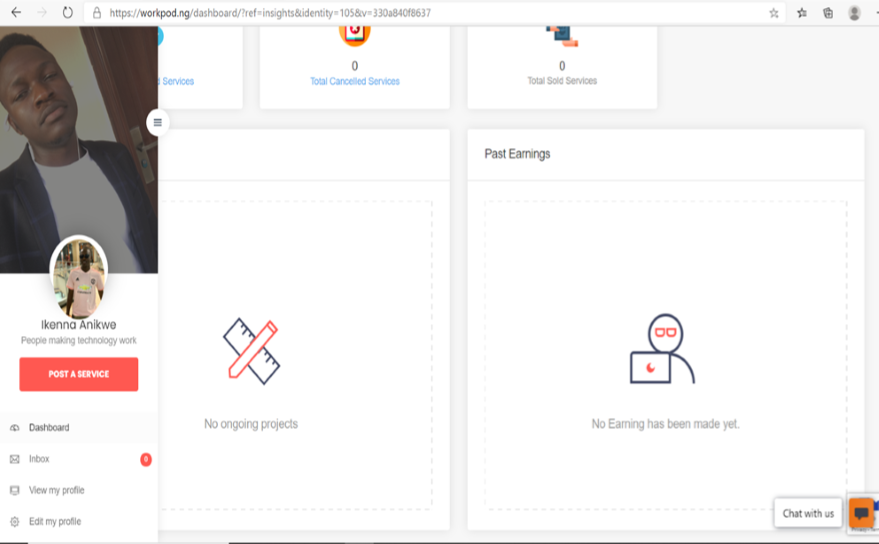 https://workpod.ng/dashboard/?ref=insights&identity=105&v=330a840f8637
0
0
Services
Total Cancelled Services
Total Sold Services
Past Earnings
Ikenna Anikwe
People making technology work
POST A SERVICE
Dashboard
Inbox
0
View my profile
Edit my profile
No ongoing projects
No Earning has been made yet.
Chat with us